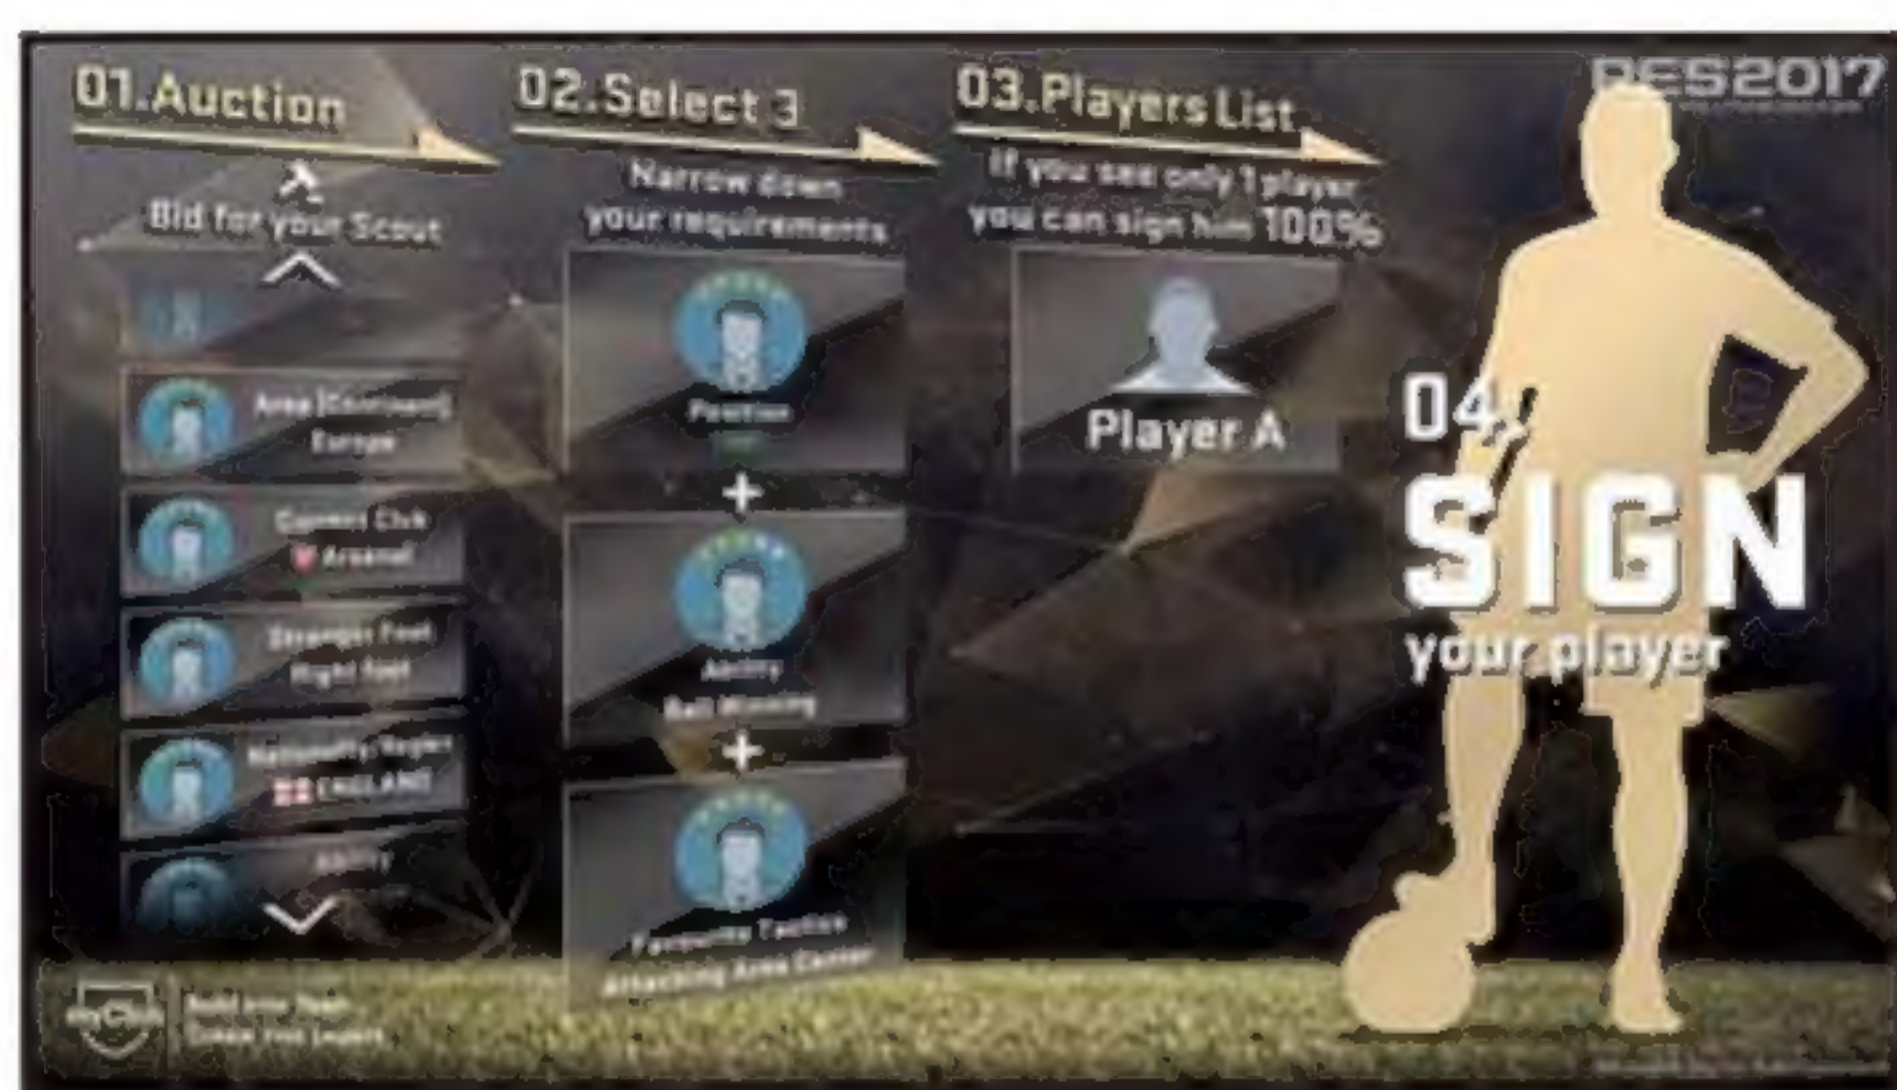 01.Auction
Bid for your Scout
Area [Continent]
Europe
Current Club
Arsenal
Stronger Foot
Right foot
Nationality/Region
ENGLAND
Ability
02.Select 3
Narrow down
your requirements
Position
+
Ability
Ball Winning
+
Favourite Tactics
Attacking Area Center
03.Players List
If you see only 1 player
you can sign him 100%
Player A
PES2017
04.
SIGN
your player
myClub
Build your Team